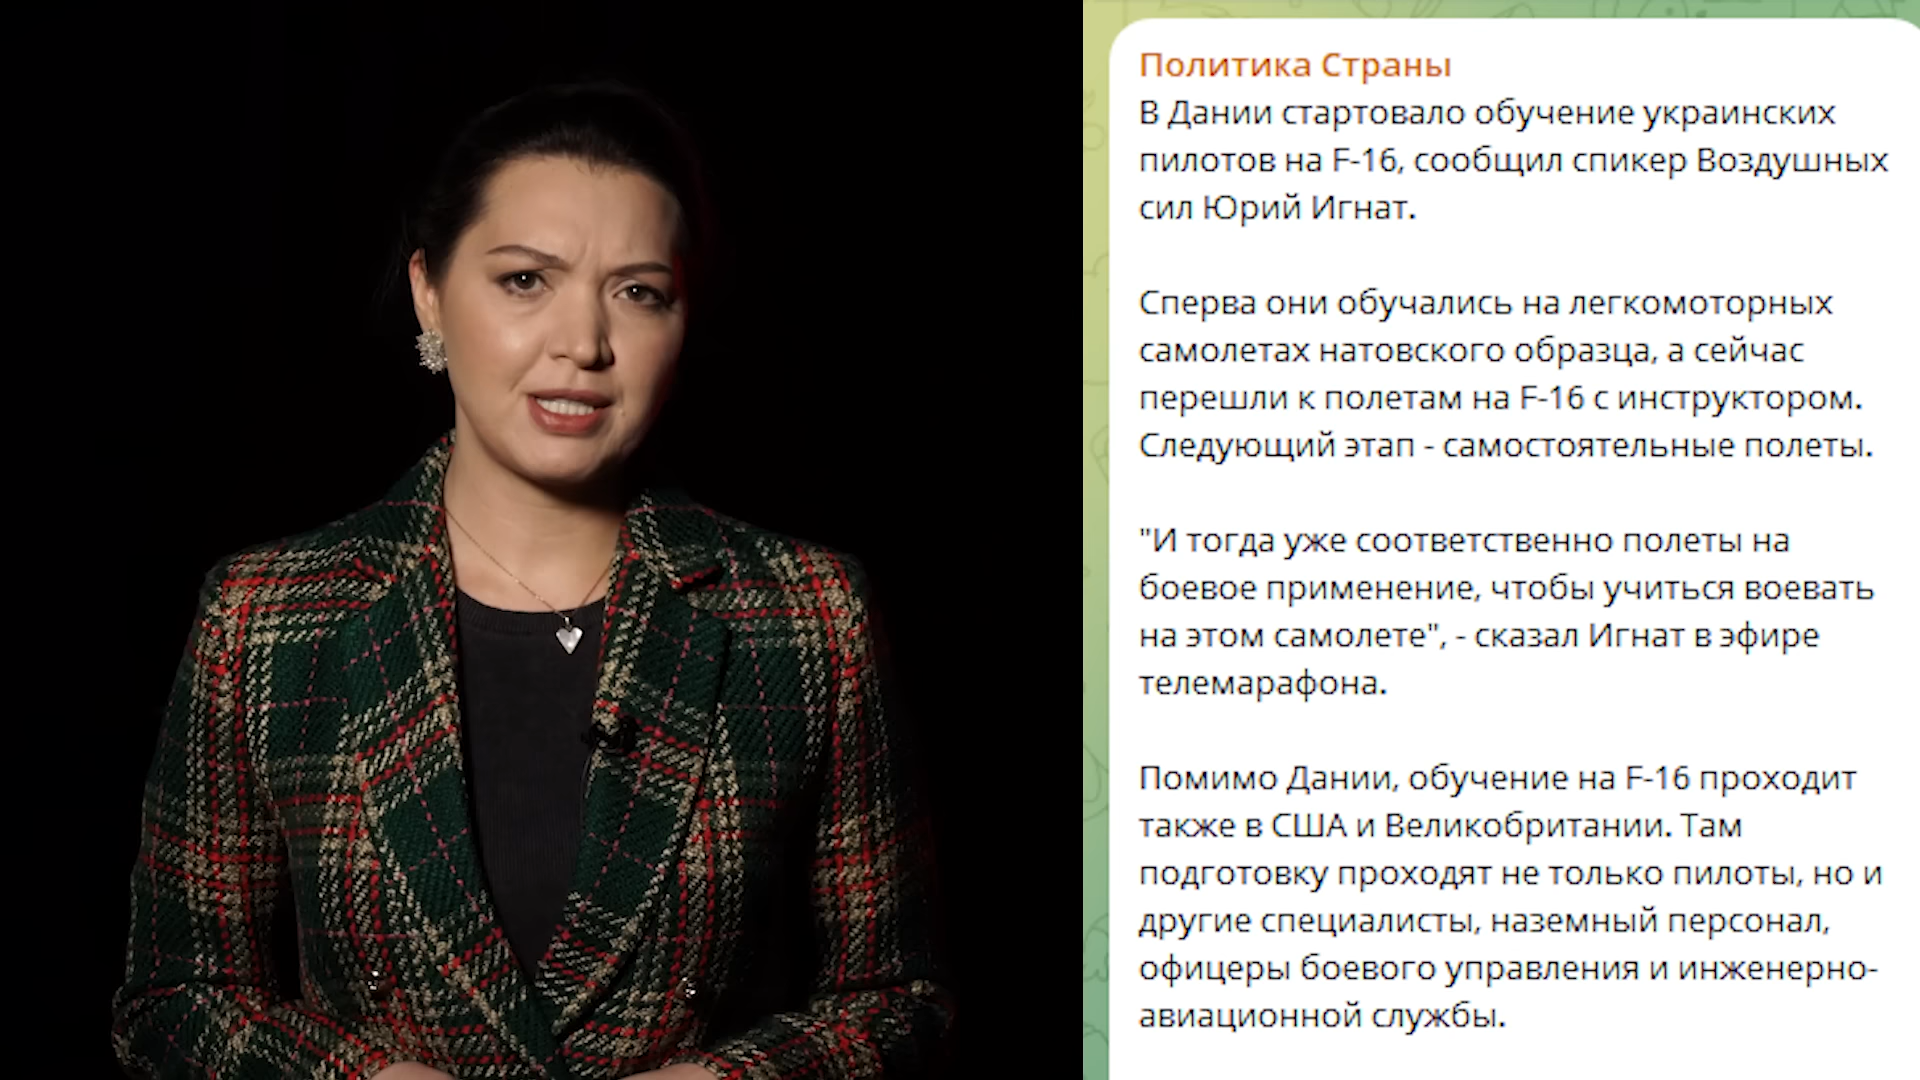 Политика Страны
В Дании стартовало обучение украинских
пилотов на F-16, сообщил спикер Воздушных
сил Юрий Игнат.
Сперва они обучались на легкомоторных
самолетах натовского образца, а сейчас
перешли к полетам на F-16 с инструктором.
Следующий этап - самостоятельные полеты.
"И тогда уже соответственно полеты на
боевое применение, чтобы учиться воевать
на этом самолете", - сказал Игнат в эфире
телемарафона.
Помимо Дании, обучение на F-16 проходит
также в США и Великобритании. Там
подготовку проходят не только пилоты, но и
другие специалисты, наземный персонал,
офицеры боевого управления и инженерно-
авиационной службы.